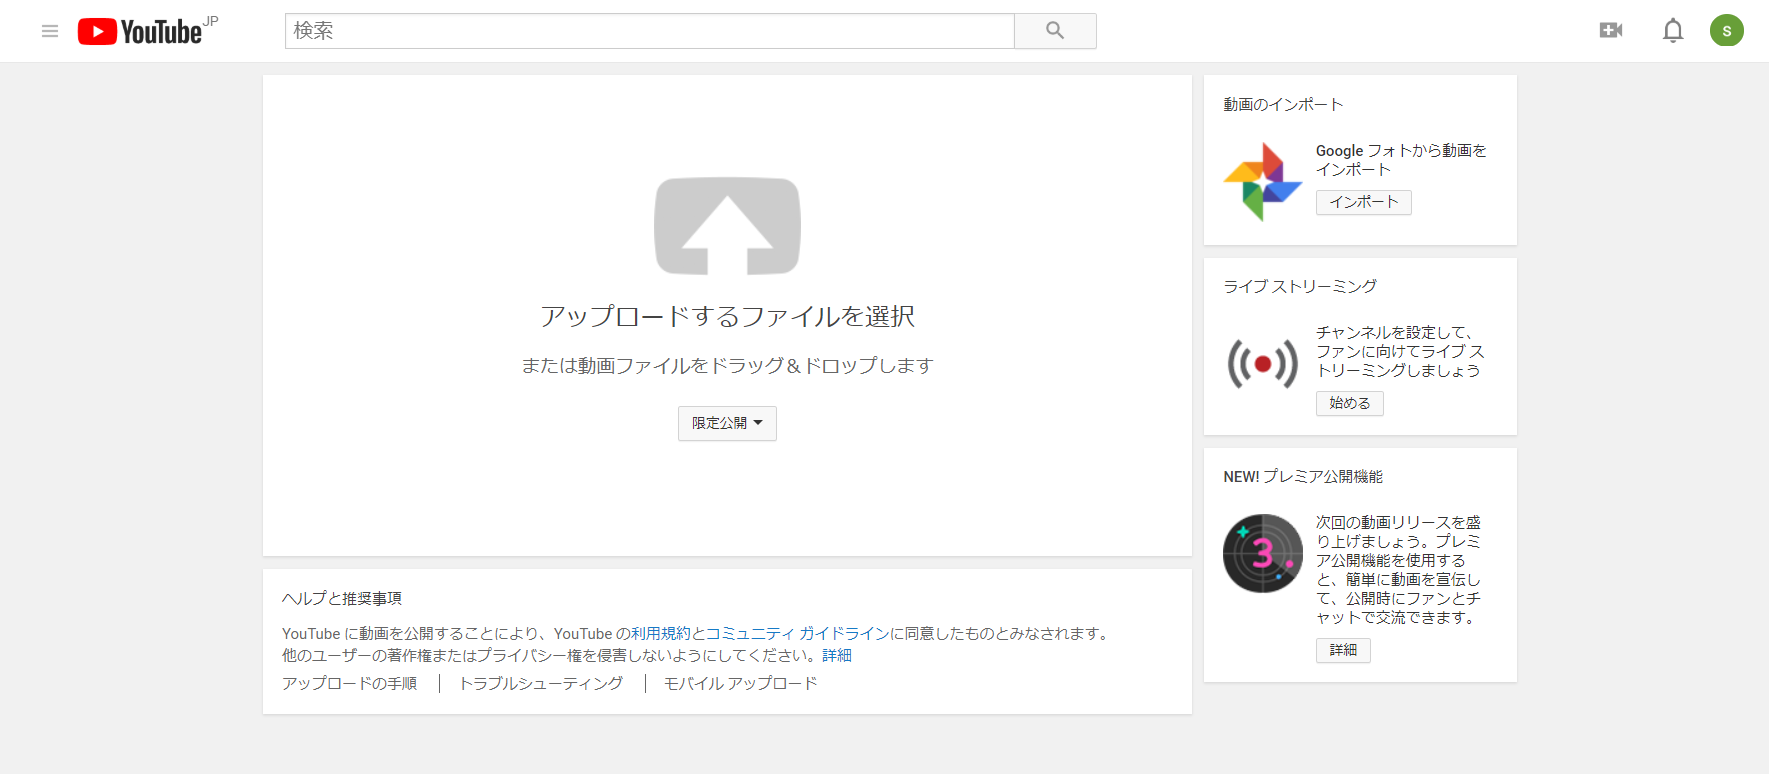 YouTube JP
検索
S
アップロードするファイルを選択
または動画ファイルをドラッグ＆ドロップします
限定公開
ヘルプと推奨事項
YouTube に動画を公開することにより、YouTube の利用規約とコミュニティ ガイドラインに同意したものとみなされます。
他のユーザーの著作権またはプライバシー権を侵害しないようにしてください。詳細
アップロードの手順 | トラブルシューティング | モバイル アップロード
動画のインポート
Google フォトから動画を
インポート
インポート
ライブ ストリーミング
チャンネルを設定して、
ファンに向けてライブ ス
トリーミングしましょう
始める
NEW! プレミア公開機能
3
次回の動画リリースを盛
り上げましょう。プレミ
ア公開機能を使用する
と、簡単に動画を宣伝し
て、公開時にファンとチ
ャットで交流できます。
詳細